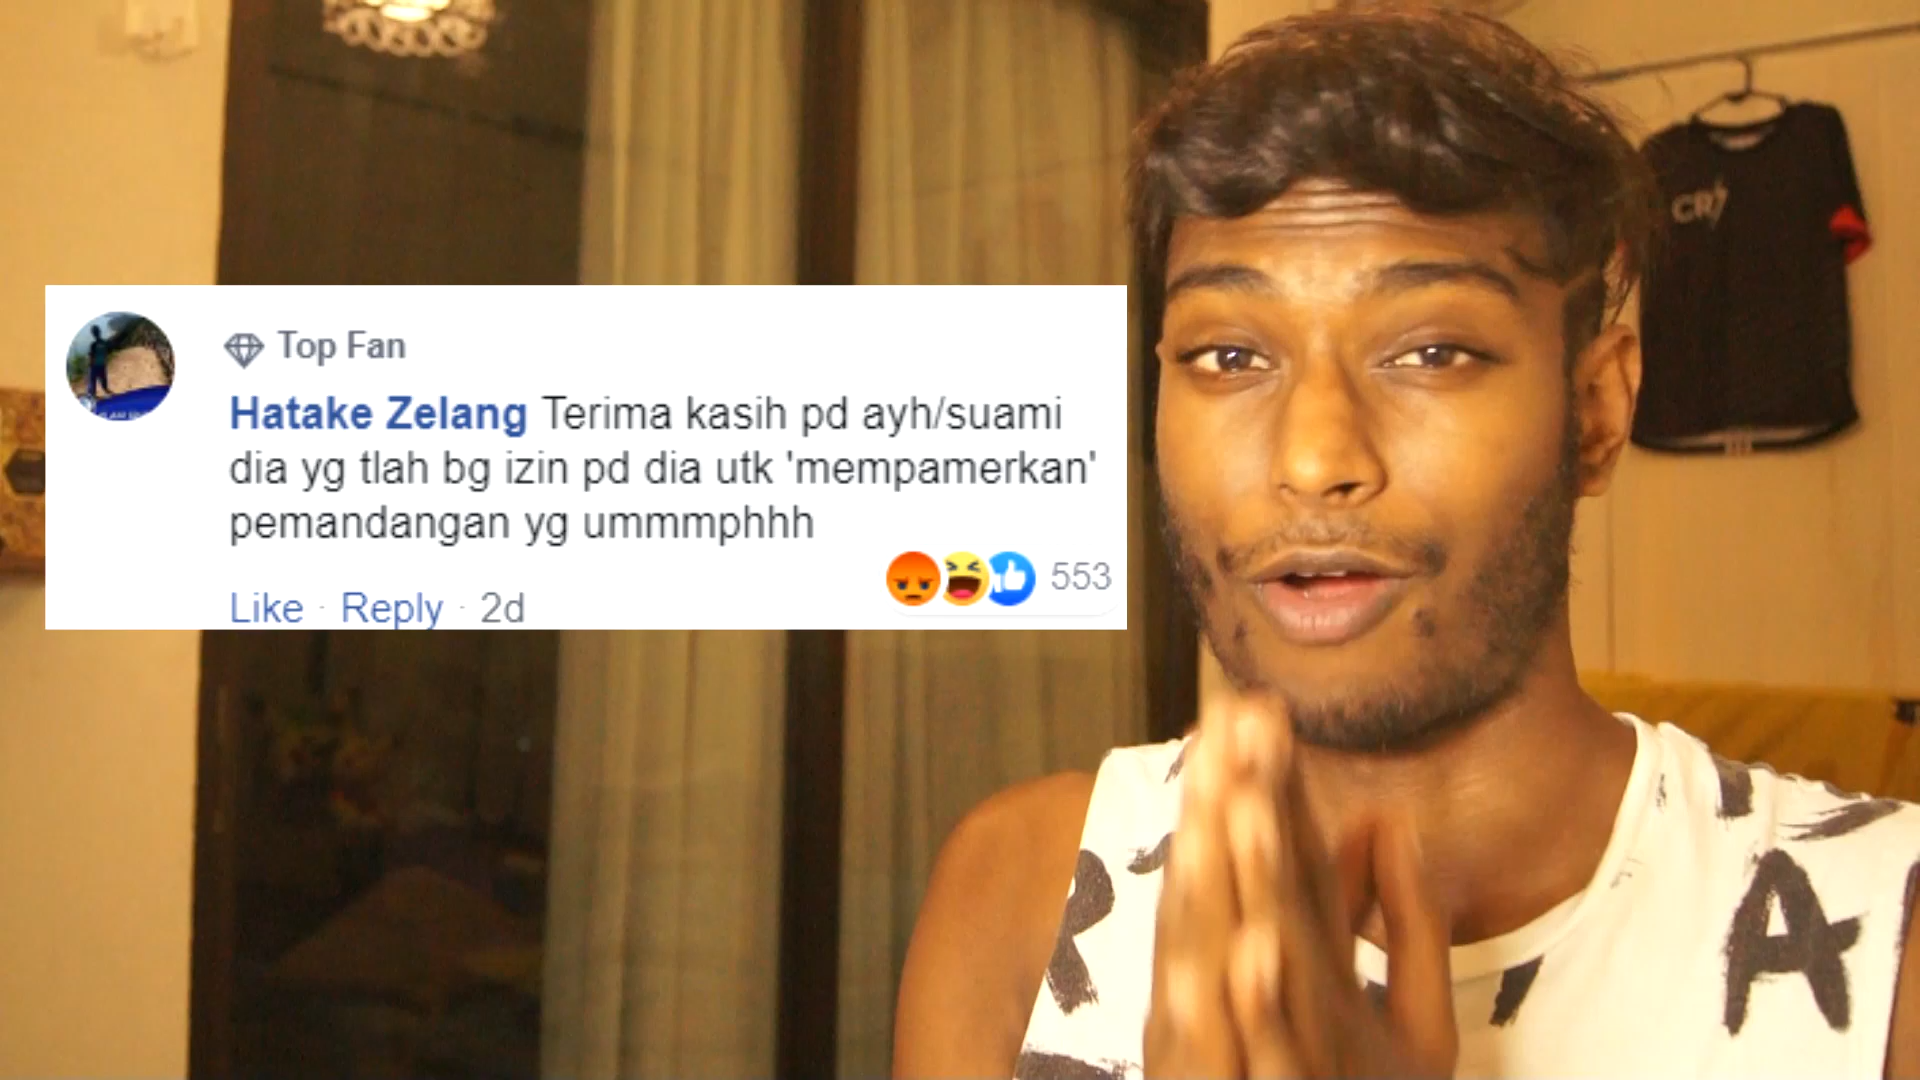 Top Fan
Hatake Zelang Terima kasih pd ayh/suami
dia yg tlah bg izin pd dia utk 'mempamerkan'
pemandangan yg ummmphhh
553
Like · Reply · 2d
CR7
A